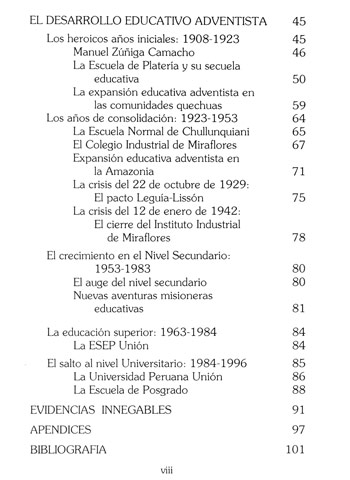 EL DESARROLLO EDUCATIVO ADVENTISTA 45
Los heroicos años iniciales: 1908-1923 45
Manuel Zúñiga Camacho 46
La Escuela de Platería y su secuela
educativa 50
La expansión educativa adventista en
las comunidades quechuas 59
Los años de consolidación: 1923-1953 64
La Escuela Normal de Chullunquiani 65
El Colegio Industrial de Miraflores 67
Expansión educativa adventista en
la Amazonia 71
La crisis del 22 de octubre de 1929:
El pacto Leguía-Lissón 75
La crisis del 12 de enero de 1942:
El cierre del Instituto Industrial
de Miraflores 78
El crecimiento en el Nivel Secundario:
1953-1983 80
El auge del nivel secundario 80
Nuevas aventuras misioneras
educativas 81
La educación superior: 1963-1984 84
La ESEP Unión 84
El salto al nivel Universitario: 1984-1996 85
La Universidad Peruana Unión 86
La Escuela de Posgrado 88
EVIDENCIAS INNEGABLES 91
APENDICES 97
BIBLIOGRAFIA 101
viii